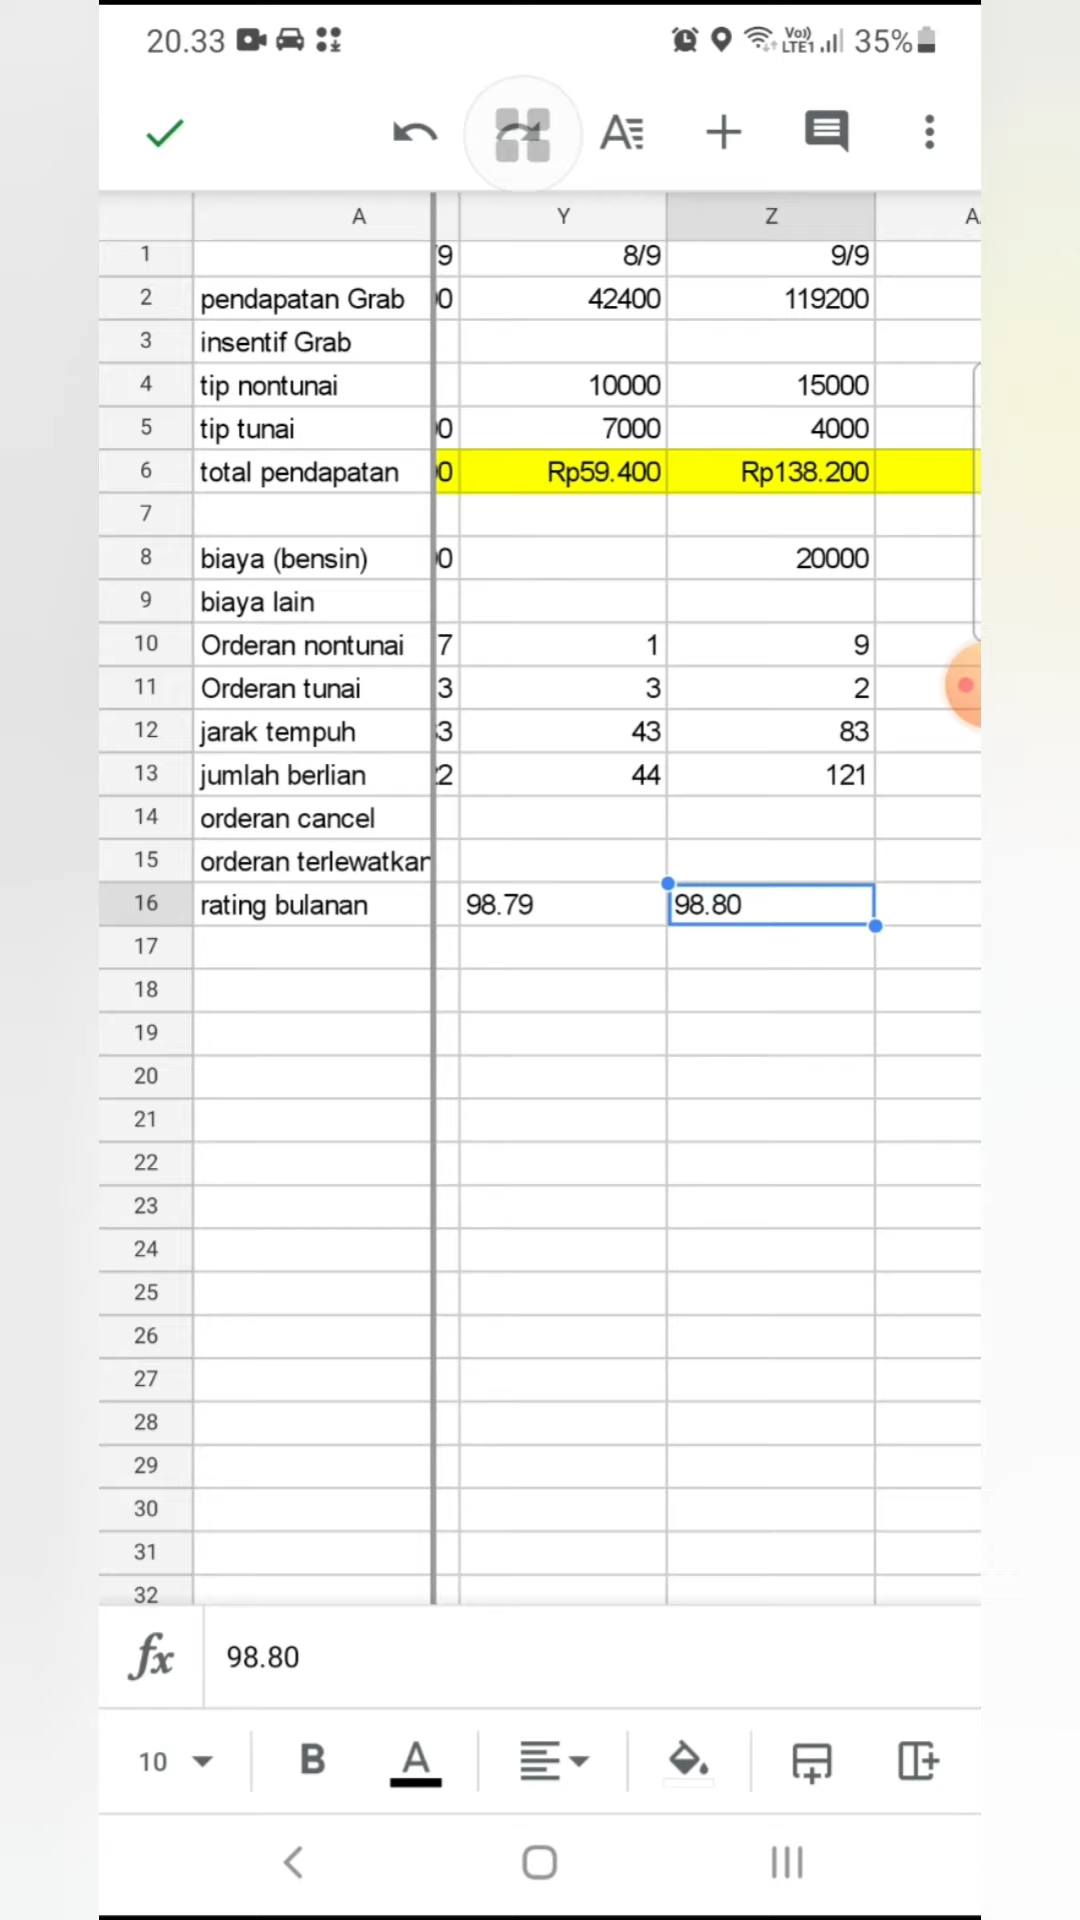 20.33 Vo)) LTE1 35%
A Y Z A
1 /9 8/9 9/9
2 pendapatan Grab 0 42400 119200
3 insentif Grab
4 tip nontunai 10000 15000
5 tip tunai 0 7000 4000
6 total pendapatan 0 Rp59.400 Rp138.200
7
8 biaya (bensin) 0 20000
9 biaya lain
10 Orderan nontunai 7 1 9
11 Orderan tunai 3 3 2
12 jarak tempuh 3 43 83
13 jumlah berlian 2 44 121
14 orderan cancel
15 orderan terlewatkan
16 rating bulanan 98.79 98.80
17
18
19
20
21
22
23
24
25
26
27
28
29
30
31
32
fx 98.80
10 B A